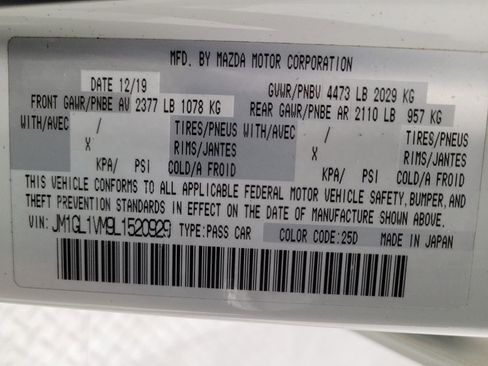 MFD. BY MAZDA MOTOR CORPORATION
DATE 12/19 GVWR/PNBV 4473 LB 2029 KG
FRONT GAWR/PNBE AV 2377 LB 1078 KG REAR GAWR/PNBE AR 2110 LB 957 KG
WITH/AVEC / TIRES/PNEUS WITH/AVEC / TIRES/PNEUS
X RIMS/JANTES X RIMS/JANTES
KPA/ PSI COLD/A FROID KPA/ PSI COLD/A FROID
THIS VEHICLE CONFORMS TO ALL APPLICABLE FEDERAL MOTOR VEHICLE SAFETY, BUMPER, AND
THEFT PREVENTION STANDARDS IN EFFECT ON THE DATE OF MANUFACTURE SHOWN ABOVE.
VIN: JM1GL1VM9L1520929 TYPE:PASS CAR COLOR CODE:25D MADE IN JAPAN